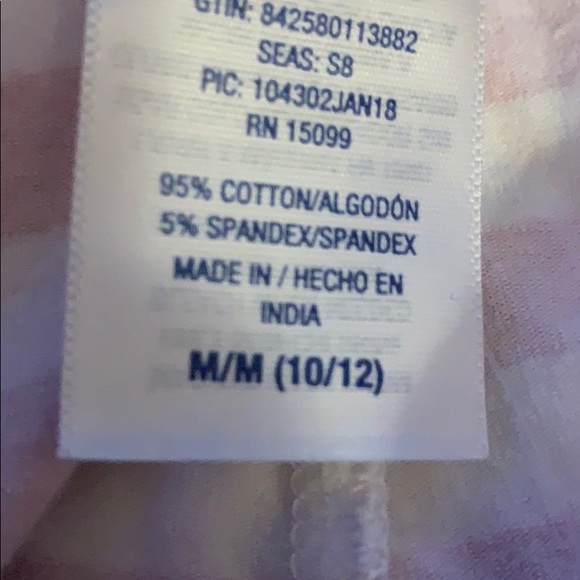 GTIN: 842580113882
SEAS: S8
PIC: 104302JAN18
RN 15099
95% COTTON/ALGODÓN
5% SPANDEX/SPANDEX
MADE IN / HECHO EN
INDIA
M/M (10/12)